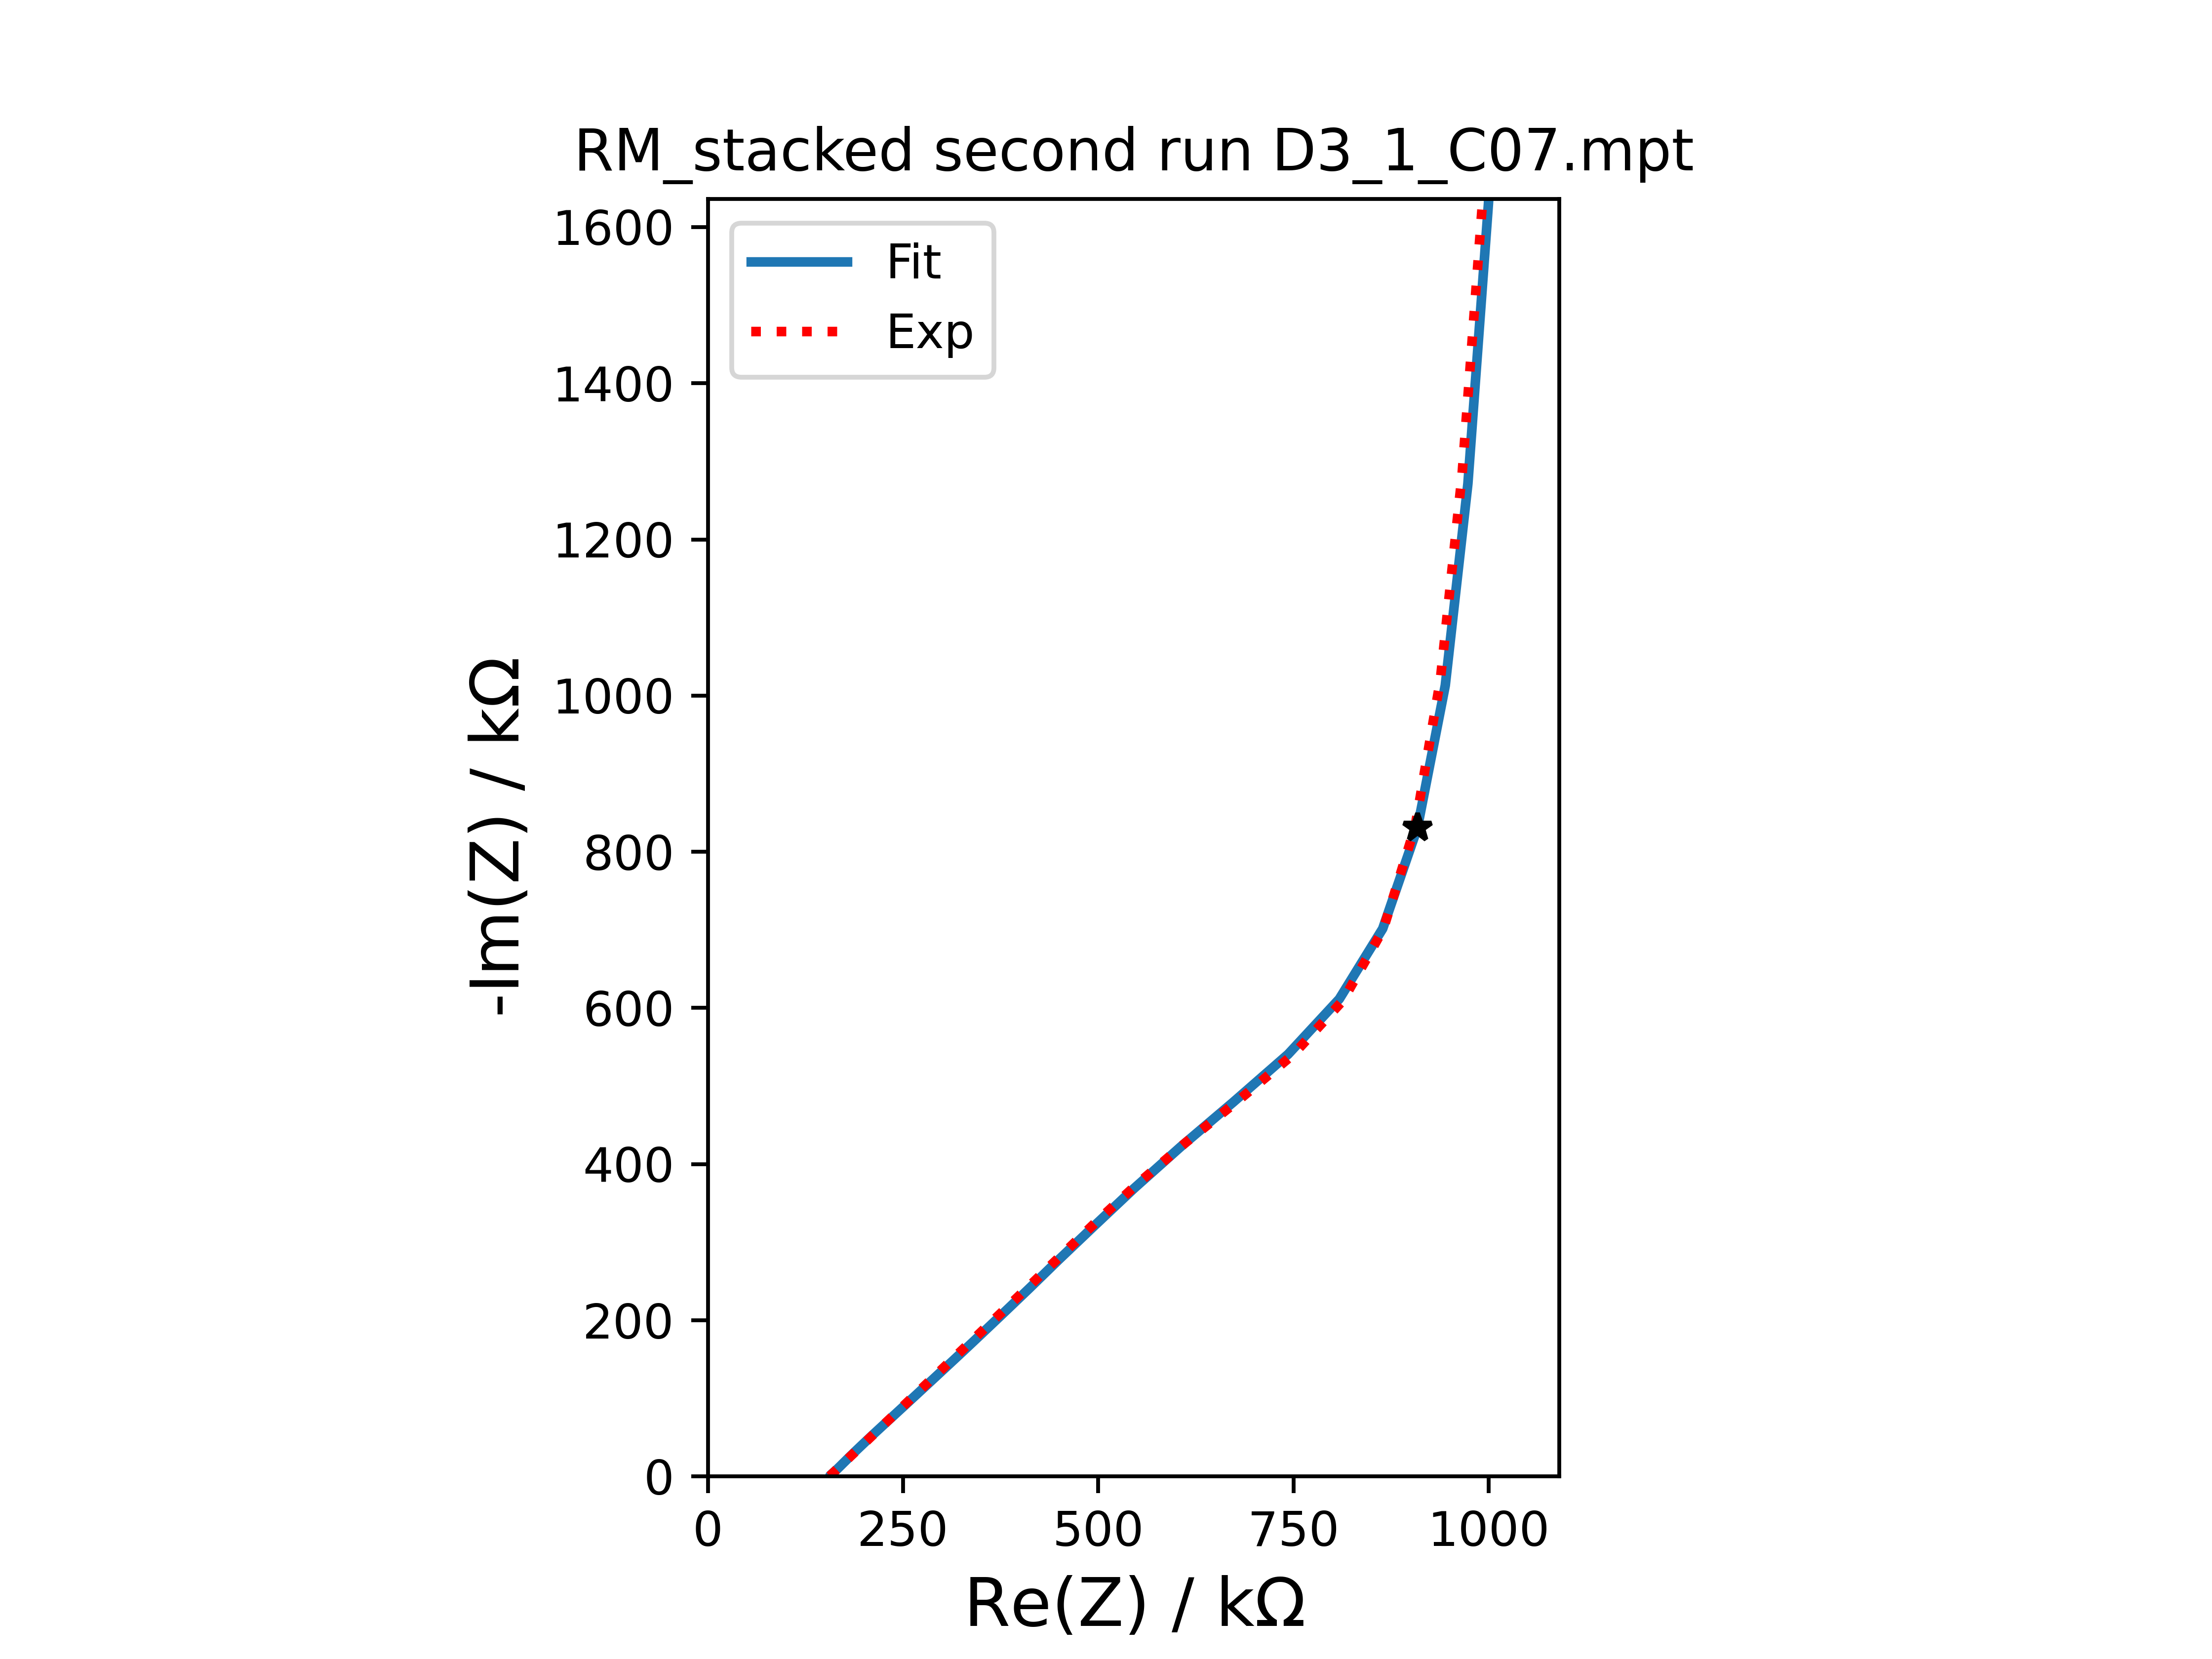 RM_stacked second run D3_1_C07.mpt
Fit
Exp
1600
1400
1200
1000
800
600
400
200
0
-Im(Z) / kΩ
0 250 500 750 1000
Re(Z) / kΩ